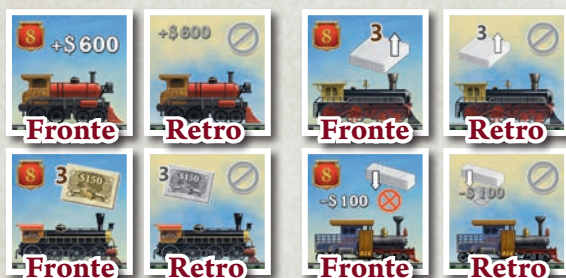 8 +$600
+$600
8 3
3
Fronte Retro Fronte Retro
8 3 $150
3 $150
8 -$100
-$100
Fronte Retro Fronte Retro